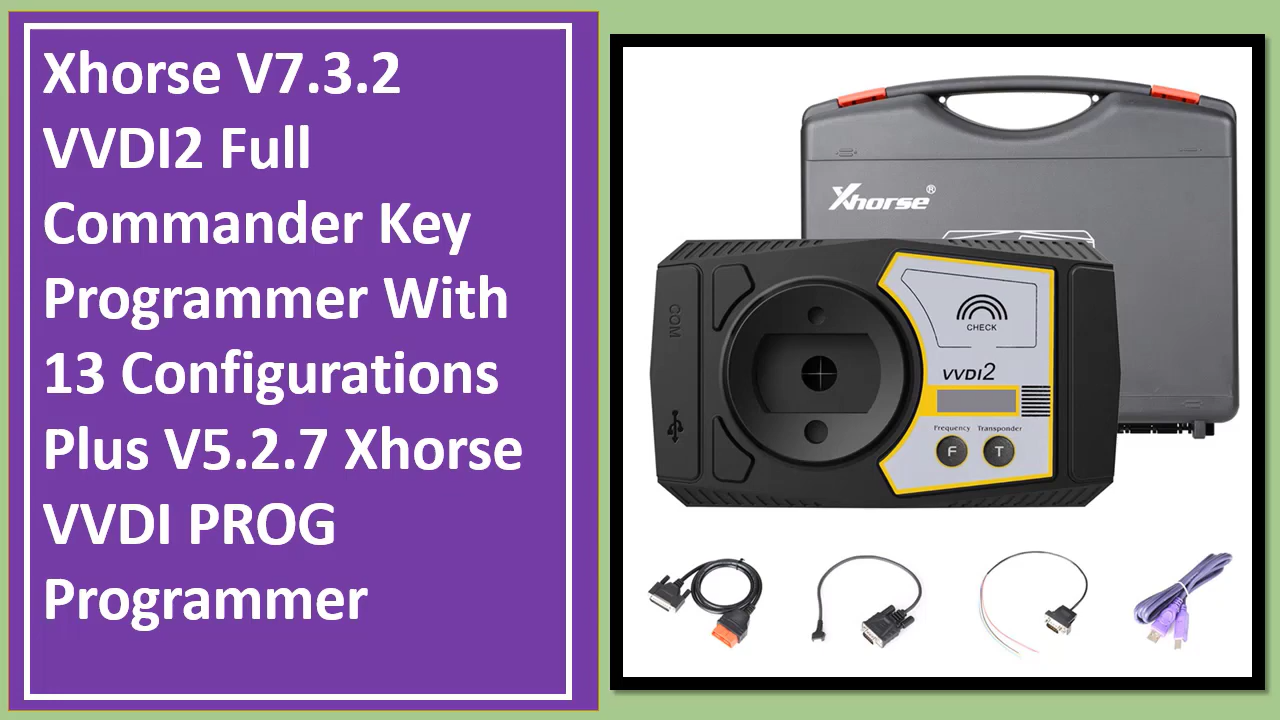 Xhorse V7.3.2
VVDI2 Full
Commander Key
Programmer With
13 Configurations
Plus V5.2.7 Xhorse
VVDI PROG
Programmer
Xhorse®
COM
CHECK
VVDI2
Frequency Transponder
F T